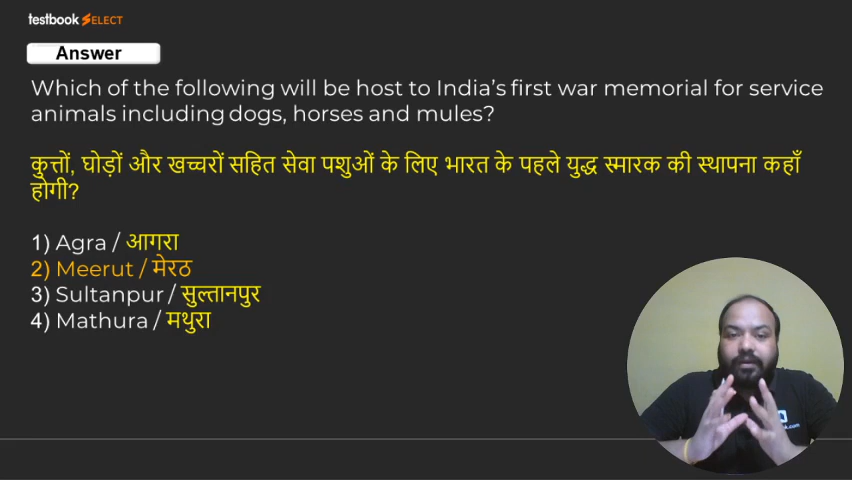 testbook SELECT
Answer
Which of the following will be host to India's first war memorial for service
animals including dogs, horses and mules?
कुत्तों, घोड़ों और खच्चरों सहित सेवा पशुओं के लिए भारत के पहले युद्ध स्मारक की स्थापना कहाँ
होगी?
1) Agra / आगरा
2) Meerut / मेरठ
3) Sultanpur / सुल्तानपुर
4) Mathura / मथुरा